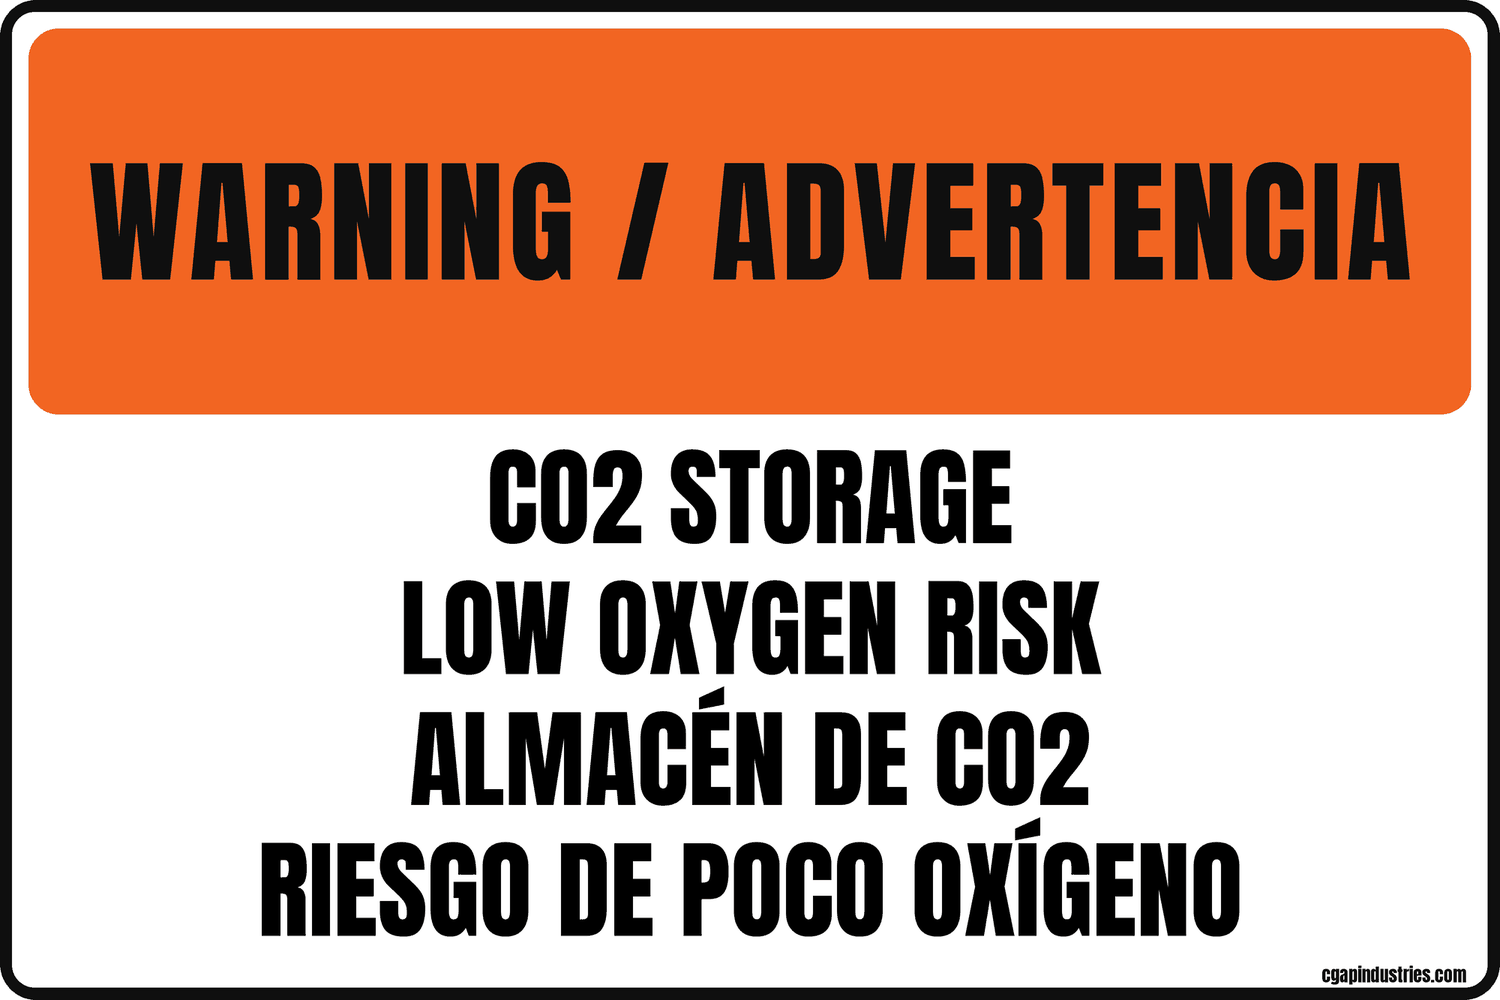 WARNING / ADVERTENCIA
CO2 STORAGE
LOW OXYGEN RISK
ALMACÉN DE CO2
RIESGO DE POCO OXÍGENO
cgapindustries.com